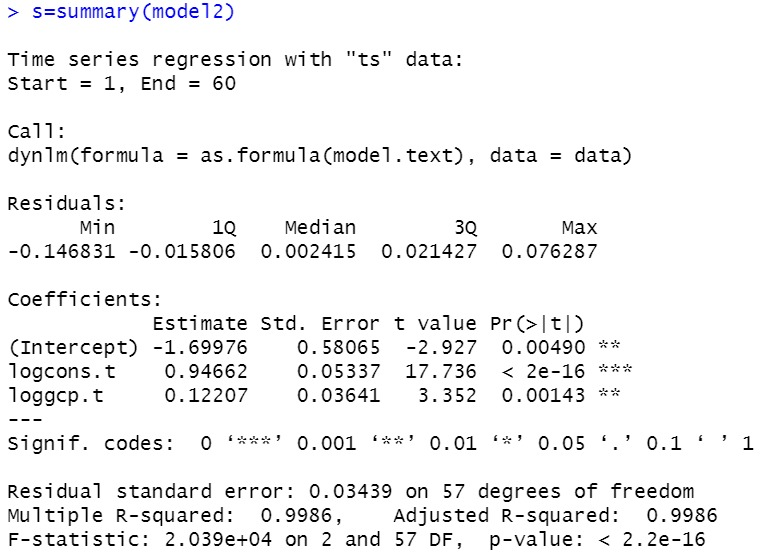 > s=summary(model2)
Time series regression with "ts" data:
Start = 1, End = 60
Call:
dynlm(formula = as.formula(model.text), data = data)
Residuals:
      Min        1Q    Median        3Q       Max
-0.146831 -0.015806  0.002415  0.021427  0.076287
Coefficients:
            Estimate Std. Error t value Pr(>|t|)
(Intercept) -1.69976    0.58065  -2.927  0.00490 **
logcons.t    0.94662    0.05337  17.736  < 2e-16 ***
loggcp.t     0.12207    0.03641   3.352  0.00143 **
---
Signif. codes:  0 ‘***’ 0.001 ‘**’ 0.01 ‘*’ 0.05 ‘.’ 0.1 ‘ ’ 1
Residual standard error: 0.03439 on 57 degrees of freedom
Multiple R-squared:  0.9986,    Adjusted R-squared:  0.9986
F-statistic: 2.039e+04 on 2 and 57 DF,  p-value: < 2.2e-16